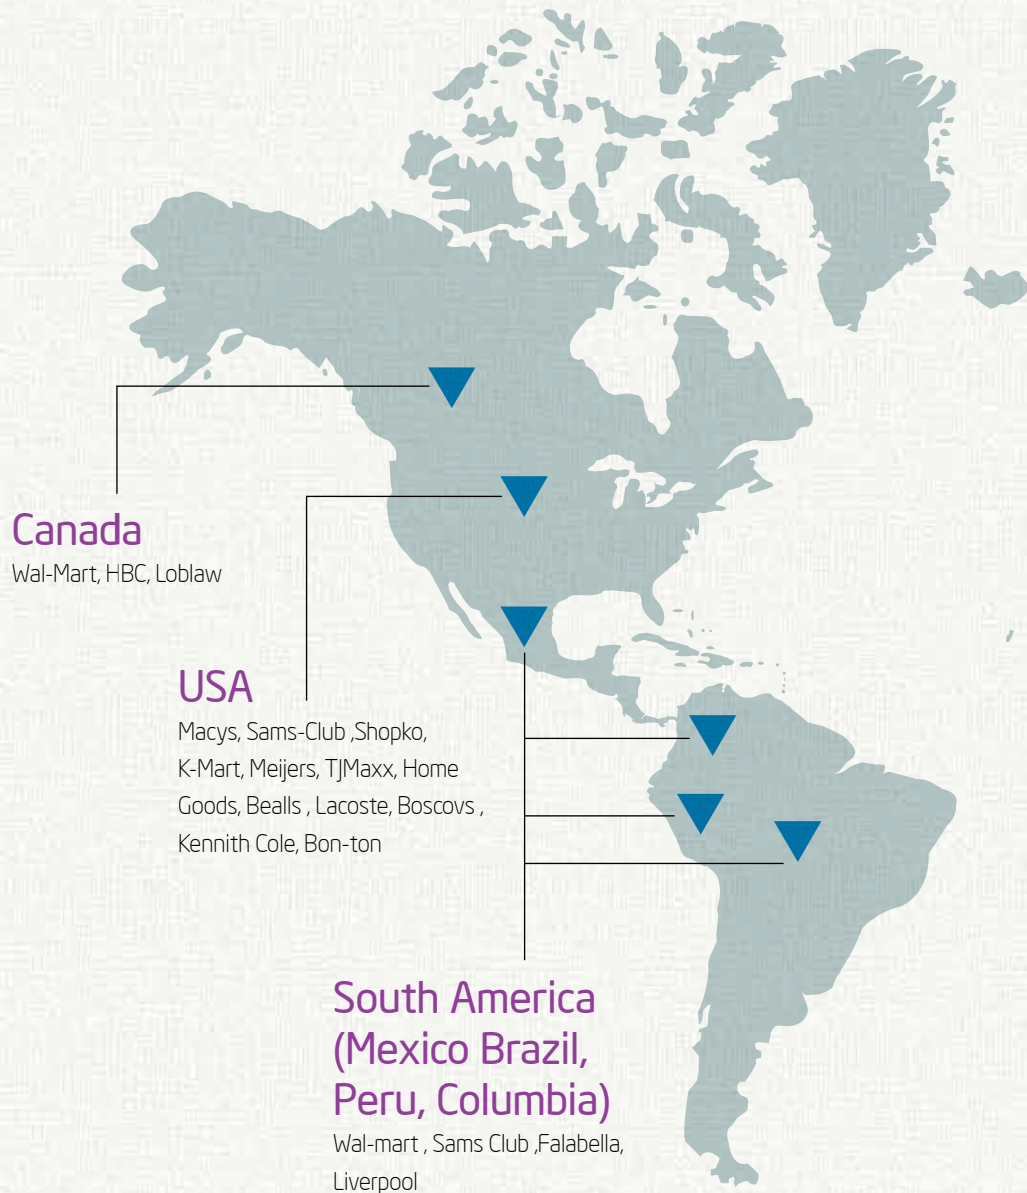 Canada
Wal-Mart, HBC, Loblaw
USA
Macys, Sams-Club ,Shopko,
K-Mart, Meijers, TJMaxx, Home
Goods, Bealls , Lacoste, Boscovs ,
Kennith Cole, Bon-ton
South America
(Mexico Brazil,
Peru, Columbia)
Wal-mart , Sams Club ,Falabella,
Liverpool